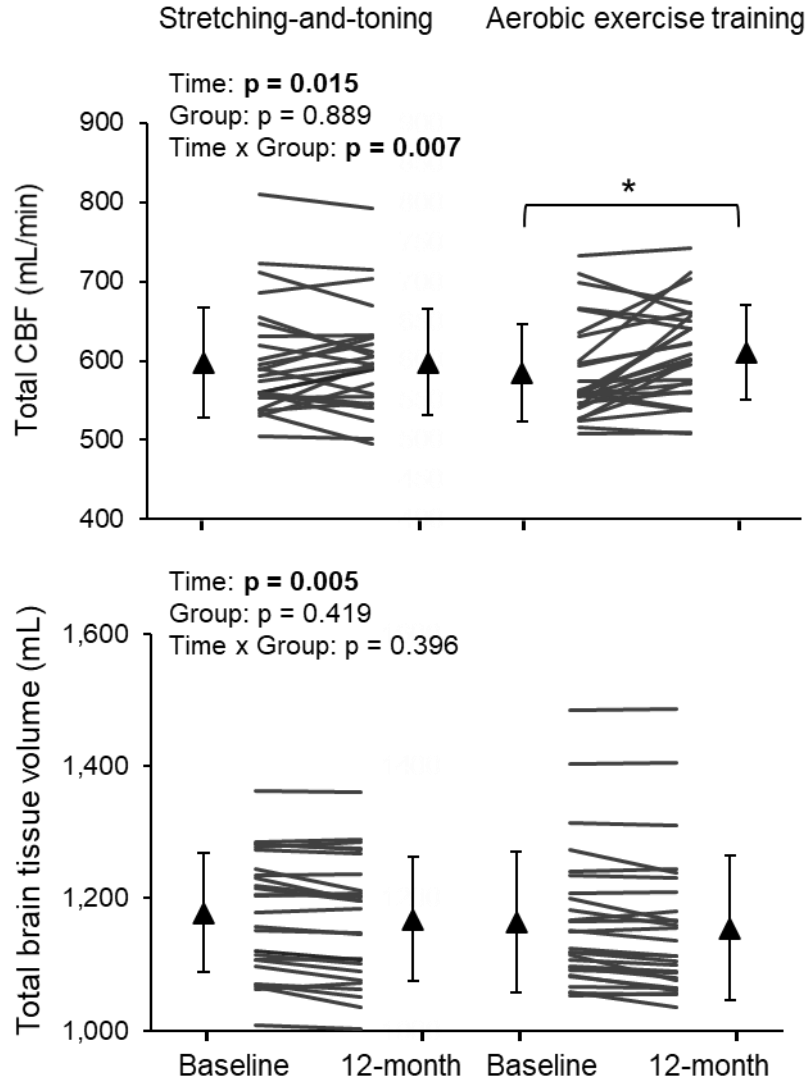 Stretching-and-toning Aerobic exercise training
Time: p = 0.015
Group: p = 0.889
Time x Group: p = 0.007
*
Total CBF (mL/min)
900
800
700
600
500
400
Time: p = 0.005
Group: p = 0.419
Time x Group: p = 0.396
Total brain tissue volume (mL)
1,600
1,400
1,200
1,000
Baseline 12-month Baseline 12-month